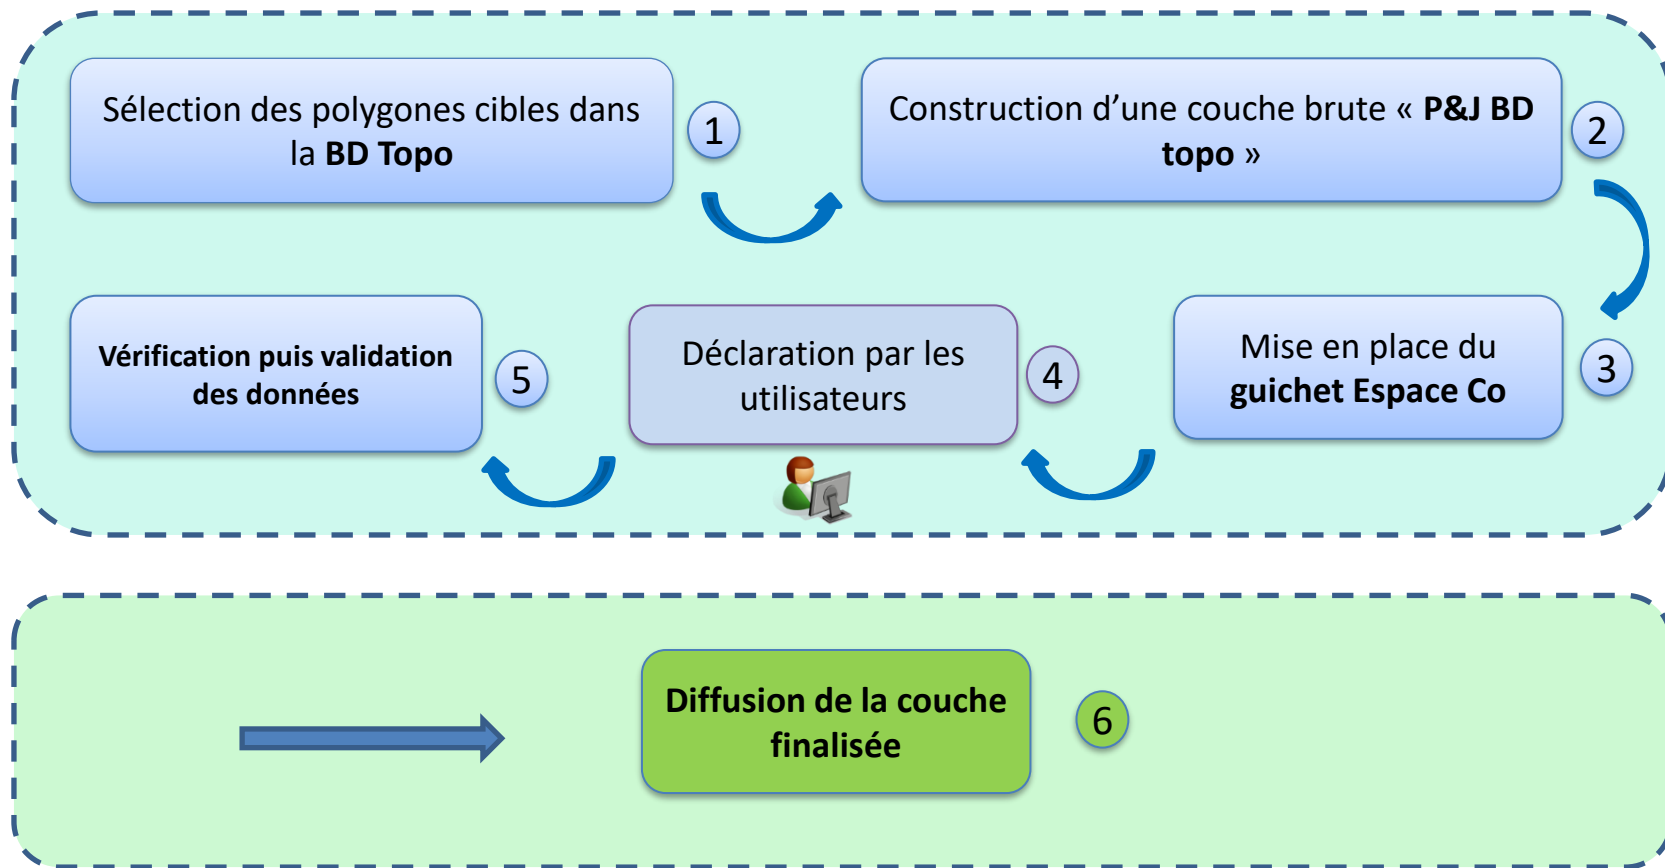 Sélection des polygones cibles dans
la BD Topo
1
Construction d’une couche brute « P&J BD
topo »
2
Mise en place du
guichet Espace Co
3
Déclaration par les
utilisateurs
4
Vérification puis validation
des données
5
Diffusion de la couche
finalisée
6